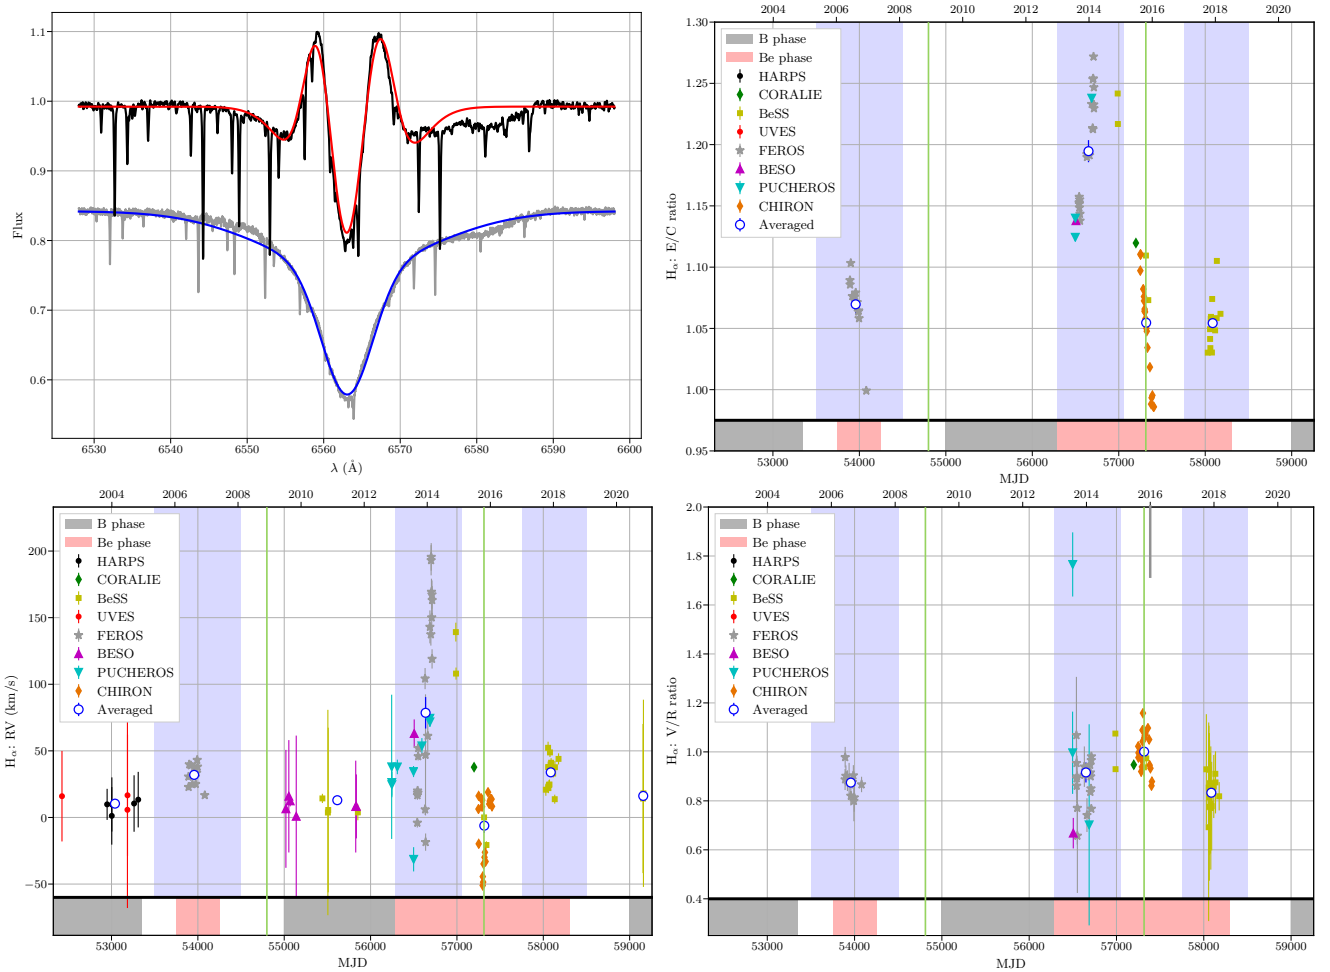 1.1
1.0
0.9
0.8
0.7
0.6
Flux
6530 6540 6550 6560 6570 6580 6590 6600
λ (Å)
2004 2006 2008 2010 2012 2014 2016 2018 2020
B phase
Be phase
HARPS
CORALIE
BeSS
UVES
FEROS
BESO
PUCHEROS
CHIRON
Averaged
1.30
1.25
1.20
1.15
1.10
1.05
1.00
0.95
Hα: E/C ratio
53000 54000 55000 56000 57000 58000 59000
MJD
2004 2006 2008 2010 2012 2014 2016 2018 2020
B phase
Be phase
HARPS
CORALIE
BeSS
UVES
FEROS
BESO
PUCHEROS
CHIRON
Averaged
200
150
100
50
0
−50
Hα: RV (km/s)
53000 54000 55000 56000 57000 58000 59000
MJD
2004 2006 2008 2010 2012 2014 2016 2018 2020
B phase
Be phase
HARPS
CORALIE
BeSS
UVES
FEROS
BESO
PUCHEROS
CHIRON
Averaged
2.0
1.8
1.6
1.4
1.2
1.0
0.8
0.6
0.4
Hα: V/R ratio
53000 54000 55000 56000 57000 58000 59000
MJD